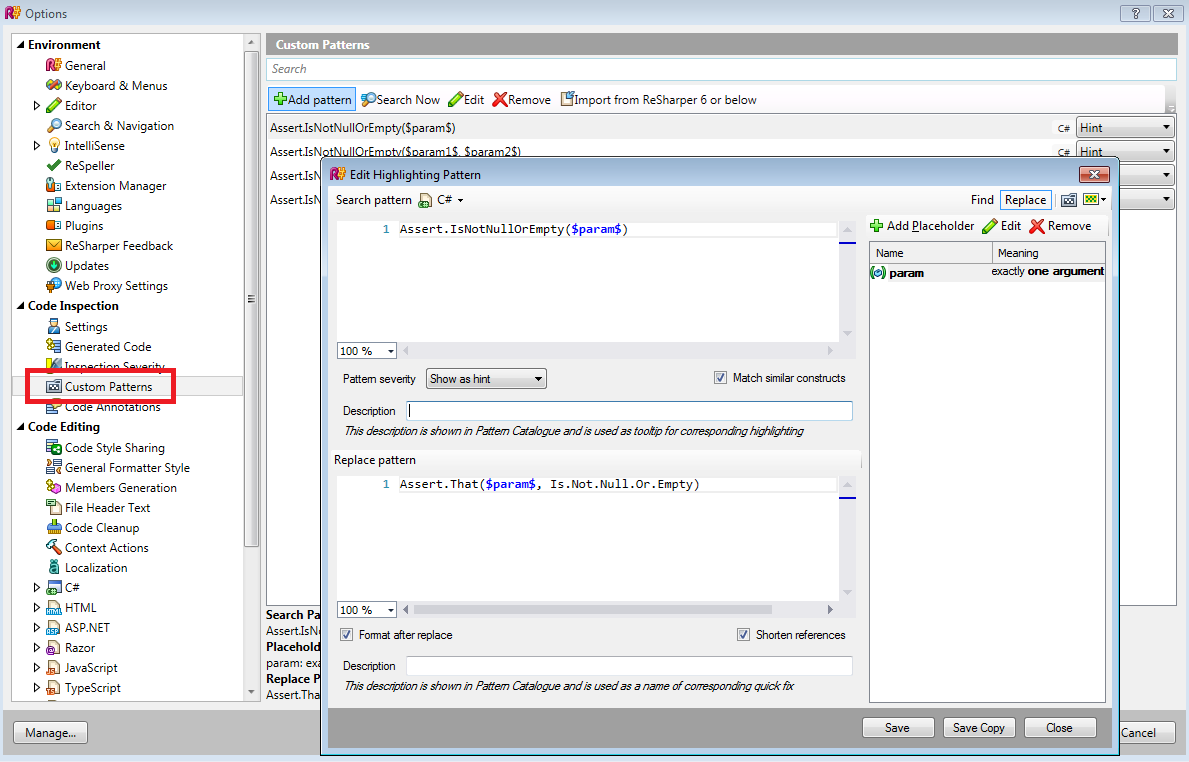 R# Options
Environment
General
Keyboard & Menus
Editor
Search & Navigation
IntelliSense
ReSpeller
Extension Manager
Languages
Plugins
ReSharper Feedback
Updates
Web Proxy Settings
Code Inspection
Settings
Generated Code
Inspection Severity
Custom Patterns
Code Annotations
Code Editing
Code Style Sharing
General Formatter Style
Members Generation
File Header Text
Code Cleanup
Context Actions
Localization
C#
HTML
ASP.NET
Razor
JavaScript
TypeScript
Manage...
Custom Patterns
Search
Add pattern Search Now Edit Remove Import from ReSharper 6 or below
Assert.IsNotNullOrEmpty($param$) C# Hint
Assert.IsNotNullOrEmpty($param1$, $param2$) C# Hint
Assert.IsN
Assert.IsN
Search Pa
Assert.IsN
Placehold
param: exa
Replace P
Assert.Tha
Cancel
R# Edit Highlighting Pattern
Search pattern C# Find Replace
1 Assert.IsNotNullOrEmpty($param$)
100 %
Pattern severity Show as hint Match similar constructs
Description
This description is shown in Pattern Catalogue and is used as tooltip for corresponding highlighting
Replace pattern
1 Assert.That($param$, Is.Not.Null.Or.Empty)
100 %
Format after replace Shorten references
Description
This description is shown in Pattern Catalogue and is used as a name of corresponding quick fix
Add Placeholder Edit Remove
Name Meaning
param exactly one argument
Save Save Copy Close